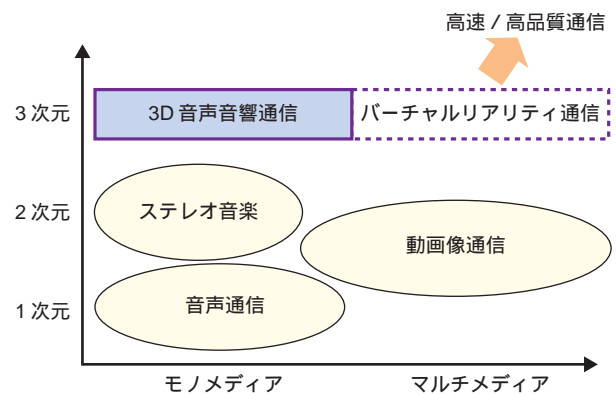 高速 / 高品質通信
3 次元
3D 音声音響通信
バーチャルリアリティ通信
2 次元
ステレオ音楽
動画像通信
1 次元
音声通信
モノメディア
マルチメディア